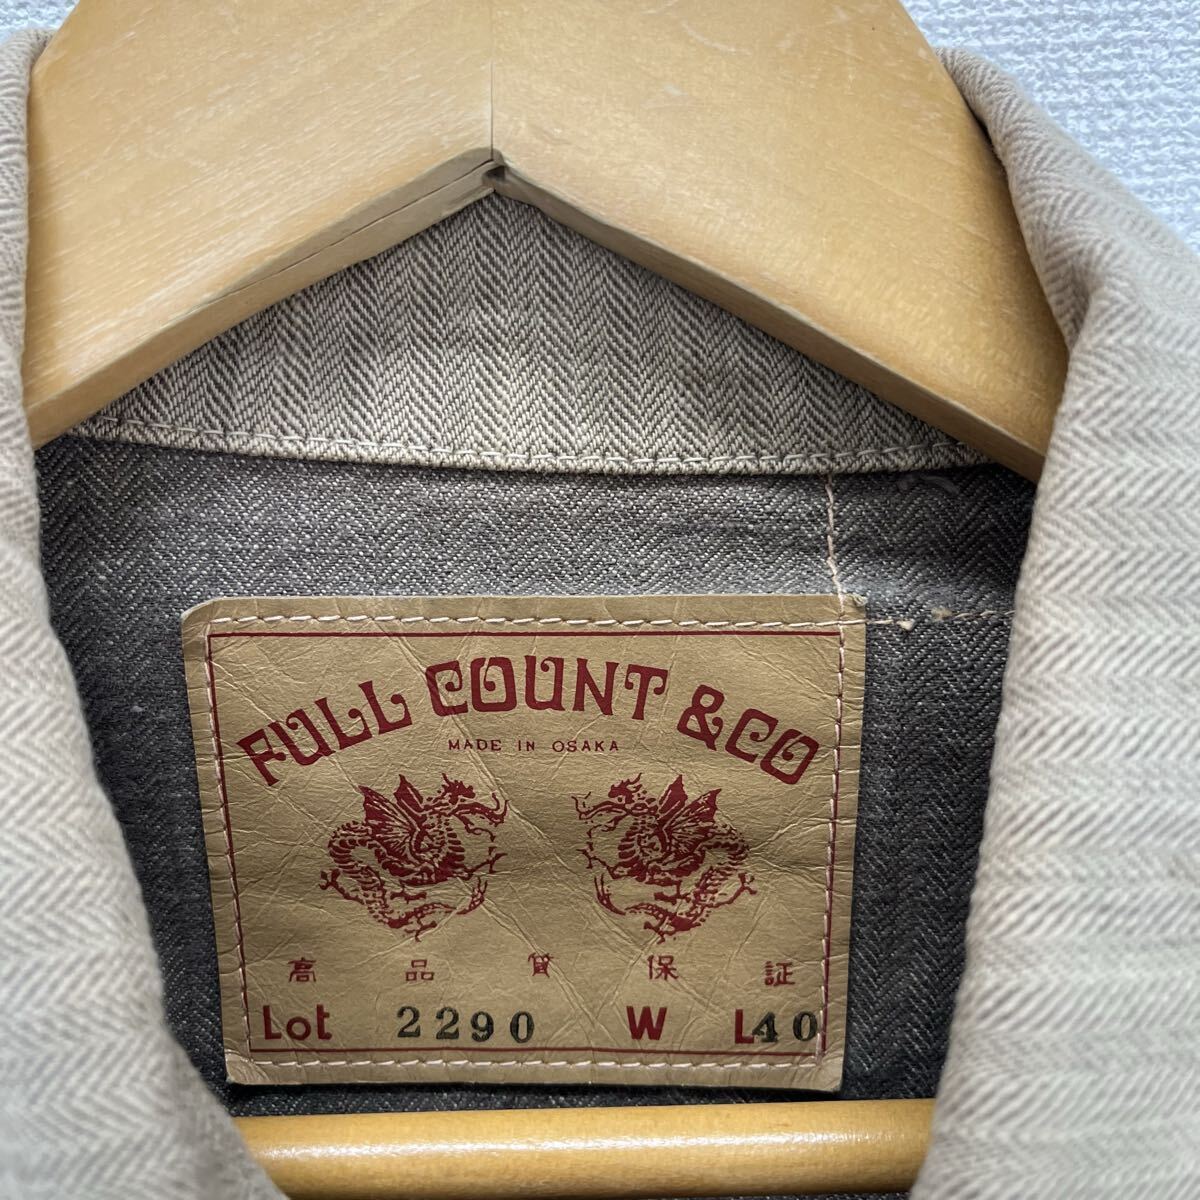 FULL COUNT & CO
MADE IN OSAKA
高品質保証
Lot 2290 W L40